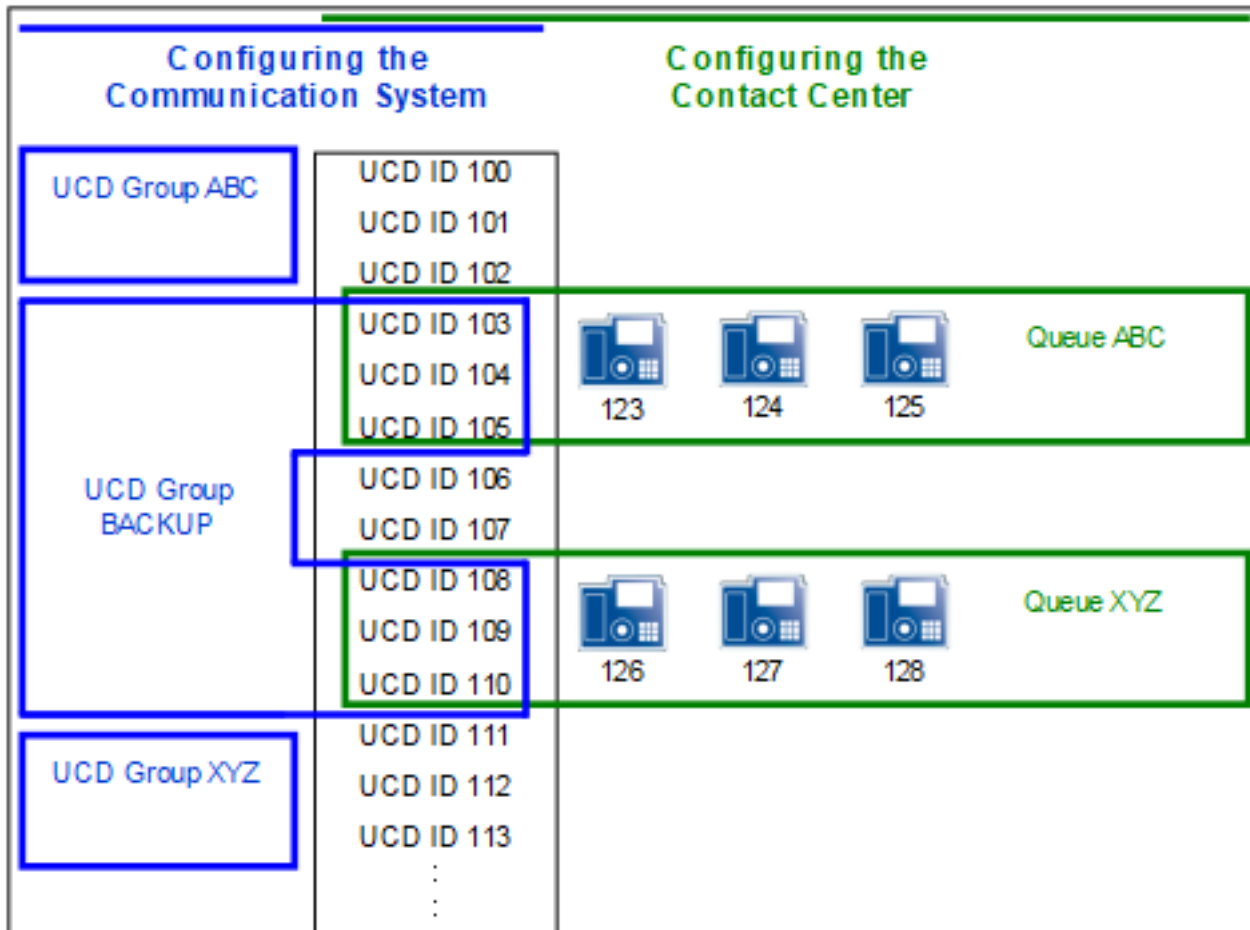 Configuring the
Communication System
Configuring the
Contact Center
UCD Group ABC
UCD ID 100
UCD ID 101
UCD ID 102
UCD ID 103
UCD ID 104
UCD ID 105
UCD ID 106
UCD ID 107
UCD ID 108
UCD ID 109
UCD ID 110
UCD ID 111
UCD ID 112
UCD ID 113
UCD Group
BACKUP
UCD Group XYZ
123 124 125
Queue ABC
126 127 128
Queue XYZ